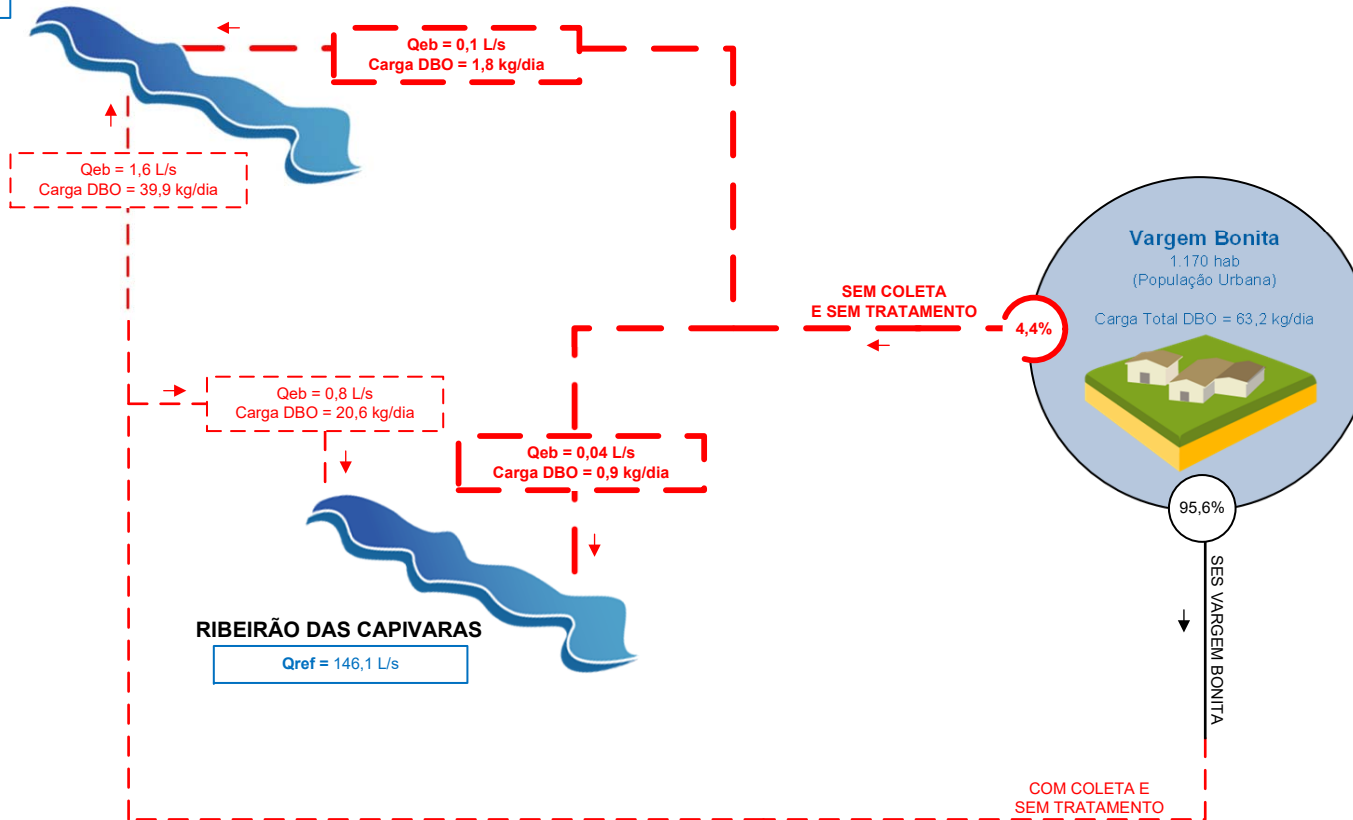 Qeb = 0,1 L/s
Carga DBO = 1,8 kg/dia
Qeb = 1,6 L/s
Carga DBO = 39,9 kg/dia
Vargem Bonita
1.170 hab
(População Urbana)
Carga Total DBO = 63,2 kg/dia
SEM COLETA
E SEM TRATAMENTO
4,4%
Qeb = 0,8 L/s
Carga DBO = 20,6 kg/dia
Qeb = 0,04 L/s
Carga DBO = 0,9 kg/dia
95,6%
SES VARGEM BONITA
RIBEIRÃO DAS CAPIVARAS
Qref = 146,1 L/s
COM COLETA E
SEM TRATAMENTO